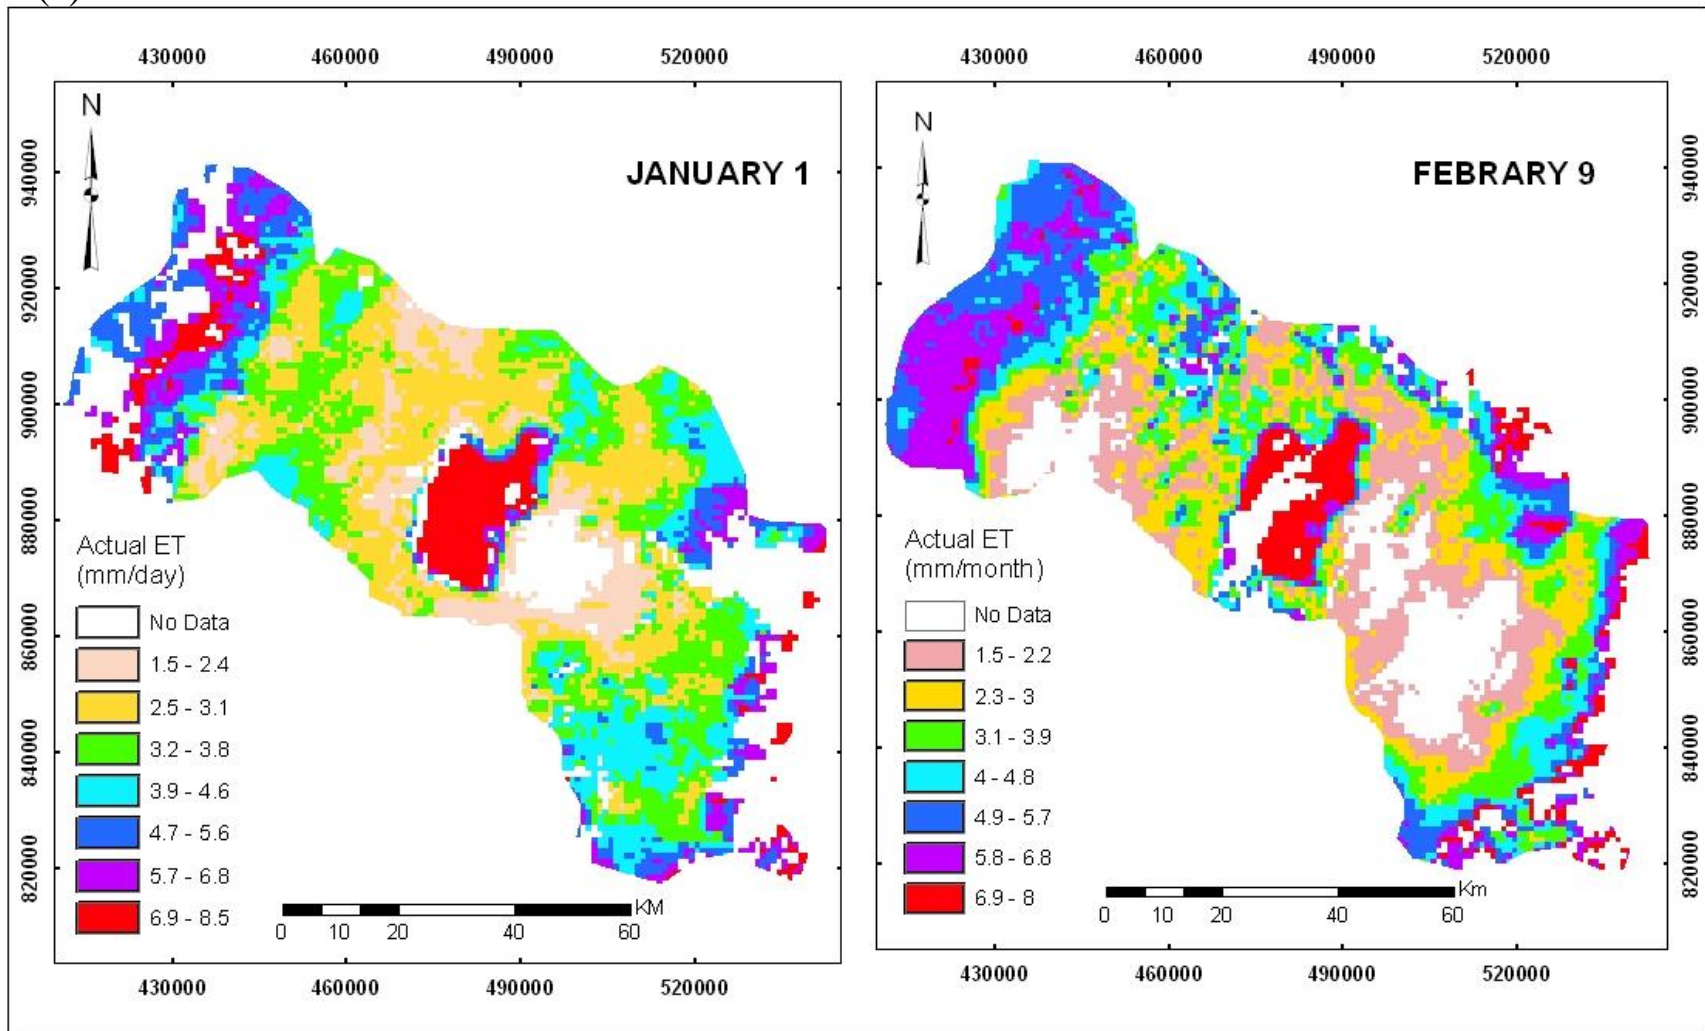 430000 460000 490000 520000 430000 460000 490000 520000
N
JANUARY 1
N
FEBRARY 9
940000
920000
900000
880000
860000
840000
820000
940000
920000
900000
880000
860000
840000
820000
Actual ET
(mm/day)
No Data
1.5 - 2.4
2.5 - 3.1
3.2 - 3.8
3.9 - 4.6
4.7 - 5.6
5.7 - 6.8
6.9 - 8.5
KM
0 10 20 40 60
Actual ET
(mm/month)
No Data
1.5 - 2.2
2.3 - 3
3.1 - 3.9
4 - 4.8
4.9 - 5.7
5.8 - 6.8
6.9 - 8
Km
0 10 20 40 60
430000 460000 490000 520000 430000 460000 490000 520000